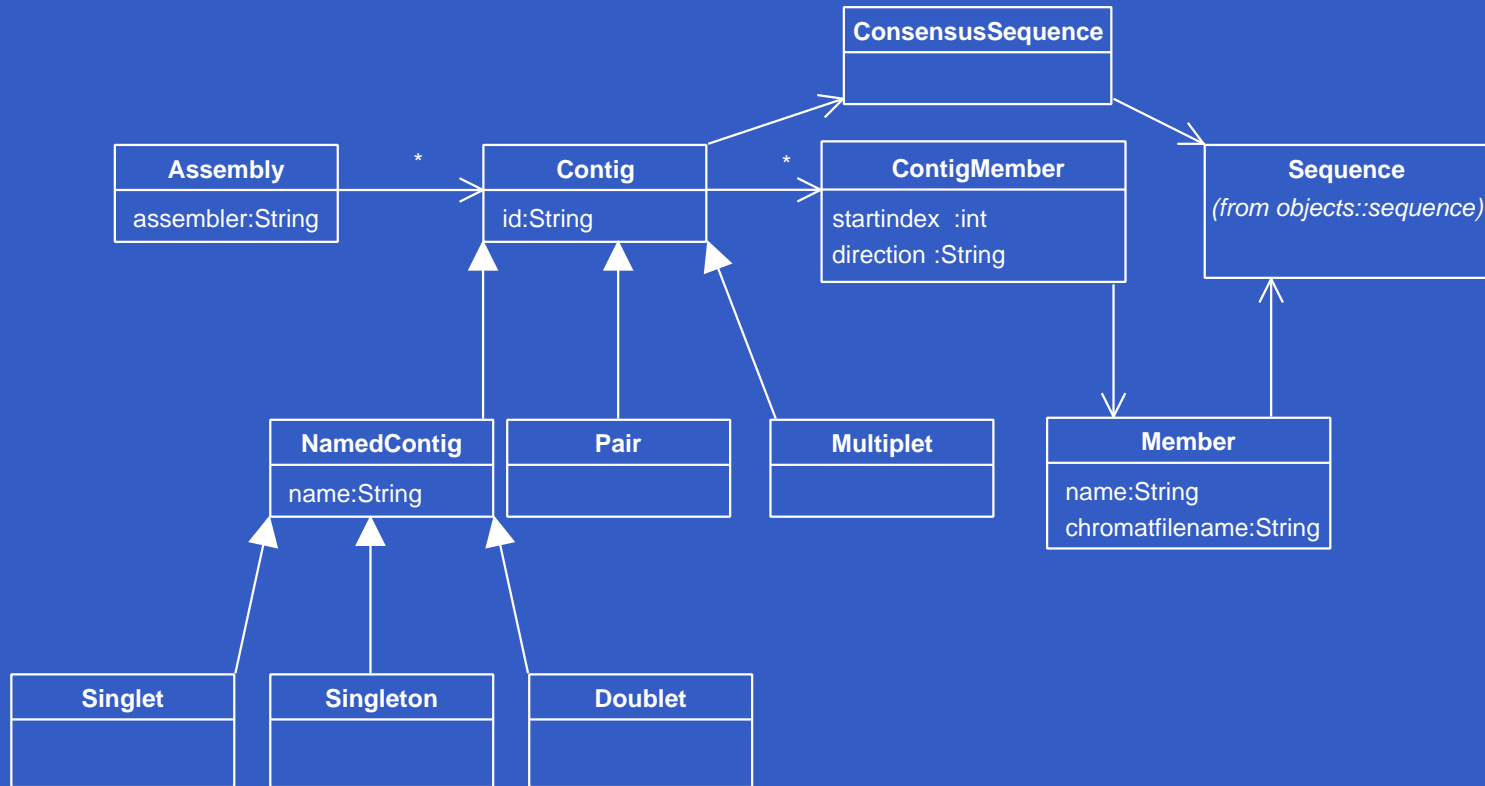 ConsensusSequence
Assembly
assembler:String
*
Contig
id:String
*
ContigMember
startindex :int
direction :String
Sequence
(from objects::sequence)
NamedContig
name:String
Pair
Multiplet
Member
name:String
chromatfilename:String
Singlet
Singleton
Doublet